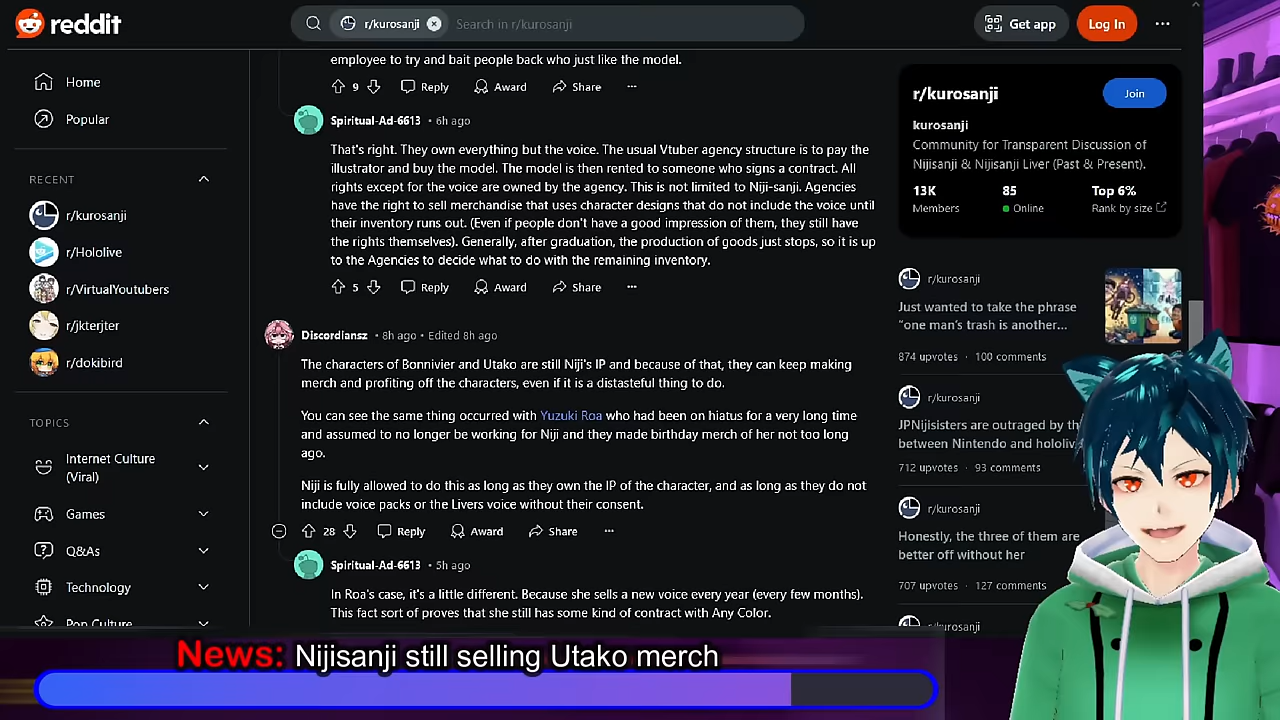 reddit
r/kurosanji
Search in r/kurosanji
Get app
Log In
Home
Popular
RECENT
r/kurosanji
r/Hololive
r/VirtualYoutubers
r/jkterjter
r/dokibird
TOPICS
Internet Culture
(Viral)
Games
Q&As
Technology
Pop Culture
employee to try and bait people back who just like the model.
9 Reply Award Share
Spiritual-Ad-6613 • 6h ago
That's right. They own everything but the voice. The usual Vtuber agency structure is to pay the
illustrator and buy the model. The model is then rented to someone who signs a contract. All
rights except for the voice are owned by the agency. This is not limited to Niji-sanji. Agencies
have the right to sell merchandise that uses character designs that do not include the voice until
their inventory runs out. (Even if people don't have a good impression of them, they still have
the rights themselves). Generally, after graduation, the production of goods just stops, so it is up
to the Agencies to decide what to do with the remaining inventory.
5 Reply Award Share
Discordiansz • 8h ago • Edited 8h ago
The characters of Bonnivier and Utako are still Niji's IP and because of that, they can keep making
merch and profiting off the characters, even if it is a distasteful thing to do.
You can see the same thing occurred with Yuzuki Roa who had been on hiatus for a very long time
and assumed to no longer be working for Niji and they made birthday merch of her not too long
ago.
Niji is fully allowed to do this as long as they own the IP of the character, and as long as they do not
include voice packs or the Livers voice without their consent.
28 Reply Award Share
Spiritual-Ad-6613 • 5h ago
In Roa's case, it's a little different. Because she sells a new voice every year (every few months).
This fact sort of proves that she still has some kind of contract with Any Color.
r/kurosanji
Join
kurosanji
Community for Transparent Discussion of
Nijisanji & Nijisanji Liver (Past & Present).
13K 85 Top 6%
Members Online Rank by size
r/kurosanji
Just wanted to take the phrase
“one man's trash is another...
874 upvotes · 100 comments
r/kurosanji
JPNijisisters are outraged by th
between Nintendo and hololiv
712 upvotes · 93 comments
r/kurosanji
Honestly, the three of them are
better off without her
707 upvotes · 127 comments
r/kurosanji
News: Nijisanji still selling Utako merch